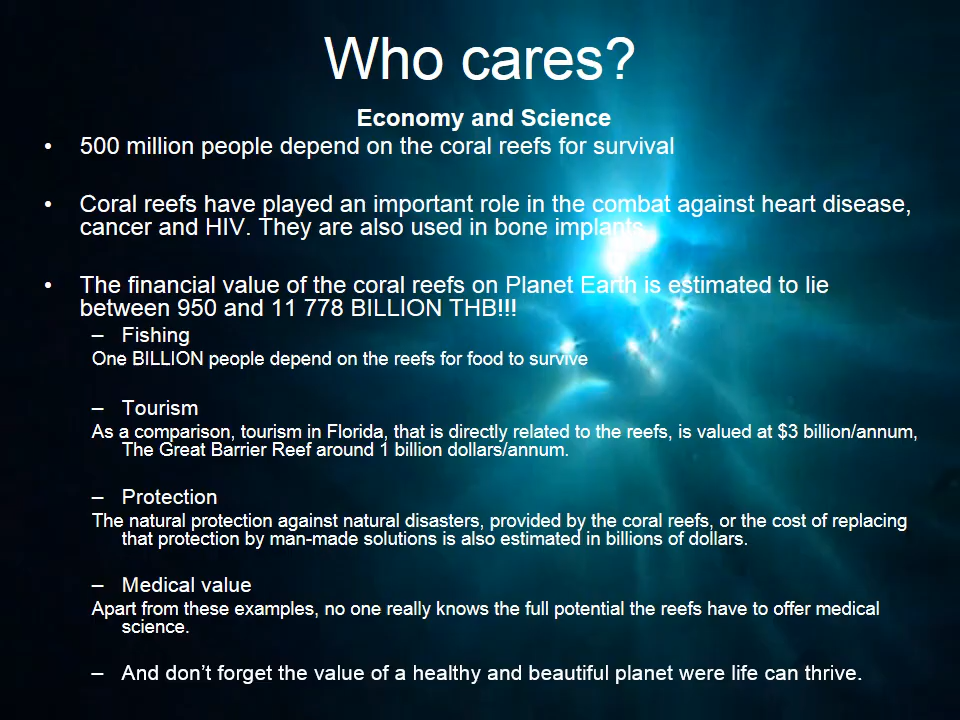 Who cares?
Economy and Science
• 500 million people depend on the coral reefs for survival
• Coral reefs have played an important role in the combat against heart disease,
cancer and HIV. They are also used in bone implants.
• The financial value of the coral reefs on Planet Earth is estimated to lie
between 950 and 11 778 BILLION THB!!!
– Fishing
One BILLION people depend on the reefs for food to survive
– Tourism
As a comparison, tourism in Florida, that is directly related to the reefs, is valued at $3 billion/annum,
The Great Barrier Reef around 1 billion dollars/annum.
– Protection
The natural protection against natural disasters, provided by the coral reefs, or the cost of replacing
that protection by man-made solutions is also estimated in billions of dollars.
– Medical value
Apart from these examples, no one really knows the full potential the reefs have to offer medical
science.
– And don’t forget the value of a healthy and beautiful planet were life can thrive.